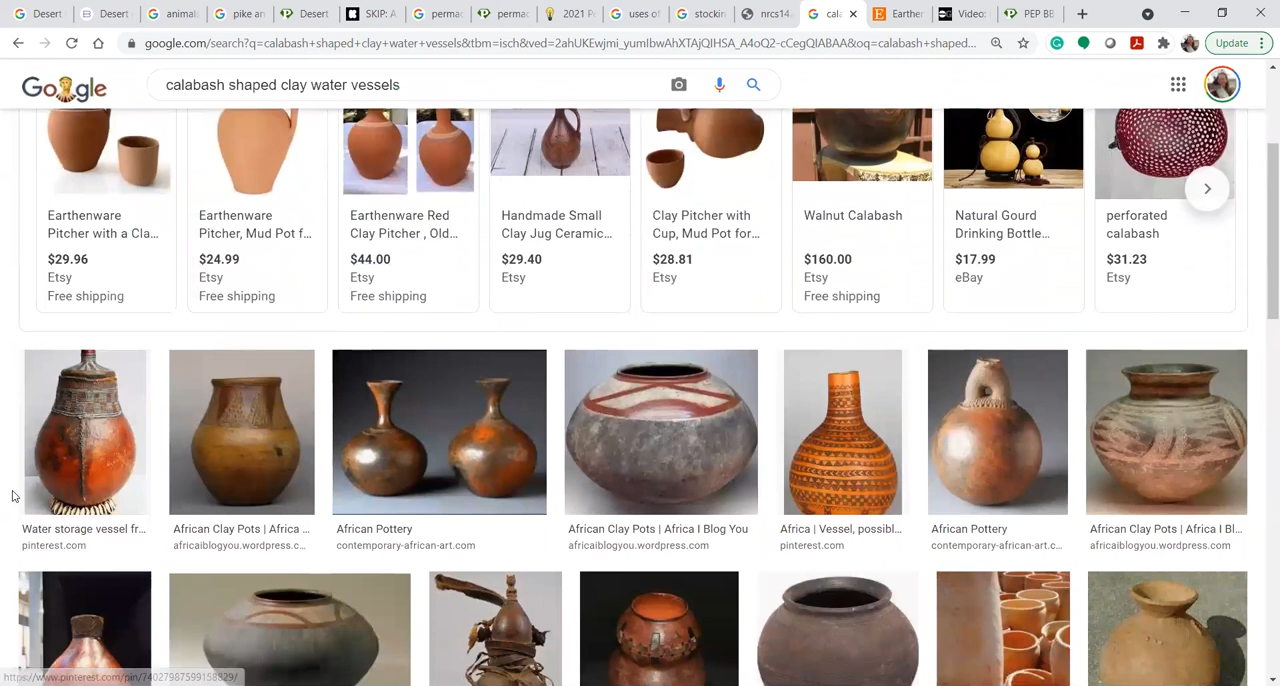 Desert
Desert
animal
pike an
Desert
SKIP: A
permac
permac
2021 P
uses of
stockin
nrcs14
cal
Earther
Video:
PEP BB
google.com/search?q=calabash+shaped+clay+water+vessels&tbm=isch&ved=2ahUKEwjmi_yumIbwAhXTAjQIHSA_A4oQ2-cCegQIABAA&oq=calabash+shaped...
Update
Google
calabash shaped clay water vessels
Earthenware
Pitcher with a Cla...
$29.96
Etsy
Free shipping
Earthenware
Pitcher, Mud Pot f...
$24.99
Etsy
Free shipping
Earthenware Red
Clay Pitcher , Old...
$44.00
Etsy
Free shipping
Handmade Small
Clay Jug Ceramic...
$29.40
Etsy
Clay Pitcher with
Cup, Mud Pot for...
$28.81
Etsy
Walnut Calabash
$160.00
Etsy
Free shipping
Natural Gourd
Drinking Bottle...
$17.99
eBay
perforated
calabash
$31.23
Etsy
Water storage vessel fr...
pinterest.com
African Clay Pots | Africa ...
africaiblogyou.wordpress.c...
African Pottery
contemporary-african-art.com
African Clay Pots | Africa I Blog You
africaiblogyou.wordpress.com
Africa | Vessel, possibl...
pinterest.com
African Pottery
contemporary-african-art.c...
African Clay Pots | Africa I Bl...
africaiblogyou.wordpress.com
https://www.pinterest.com/pin/74027987599158829/